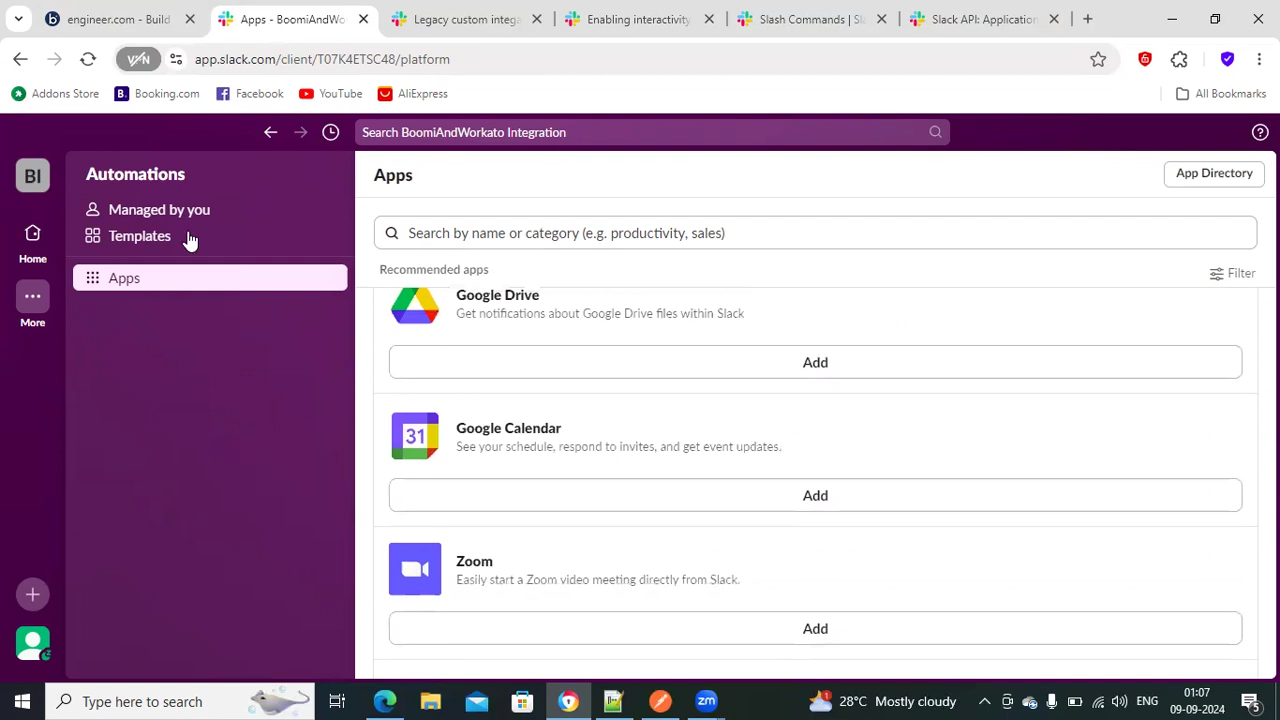 engineer.com - Build
Apps - BoomiAndWo
Legacy custom integ
Enabling interactivity
Slash Commands | Sl
Slack API: Application
VPN
app.slack.com/client/T07K4ETSC48/platform
Addons Store
Booking.com
Facebook
YouTube
AliExpress
All Bookmarks
Search BoomiAndWorkato Integration
BI
Home
More
Automations
Managed by you
Templates
Apps
Apps
App Directory
Search by name or category (e.g. productivity, sales)
Recommended apps
Filter
Google Drive
Get notifications about Google Drive files within Slack
Add
31
Google Calendar
See your schedule, respond to invites, and get event updates.
Add
Zoom
Easily start a Zoom video meeting directly from Slack.
Add
Type here to search
zm
28°C Mostly cloudy
ENG
01:07
09-09-2024
5